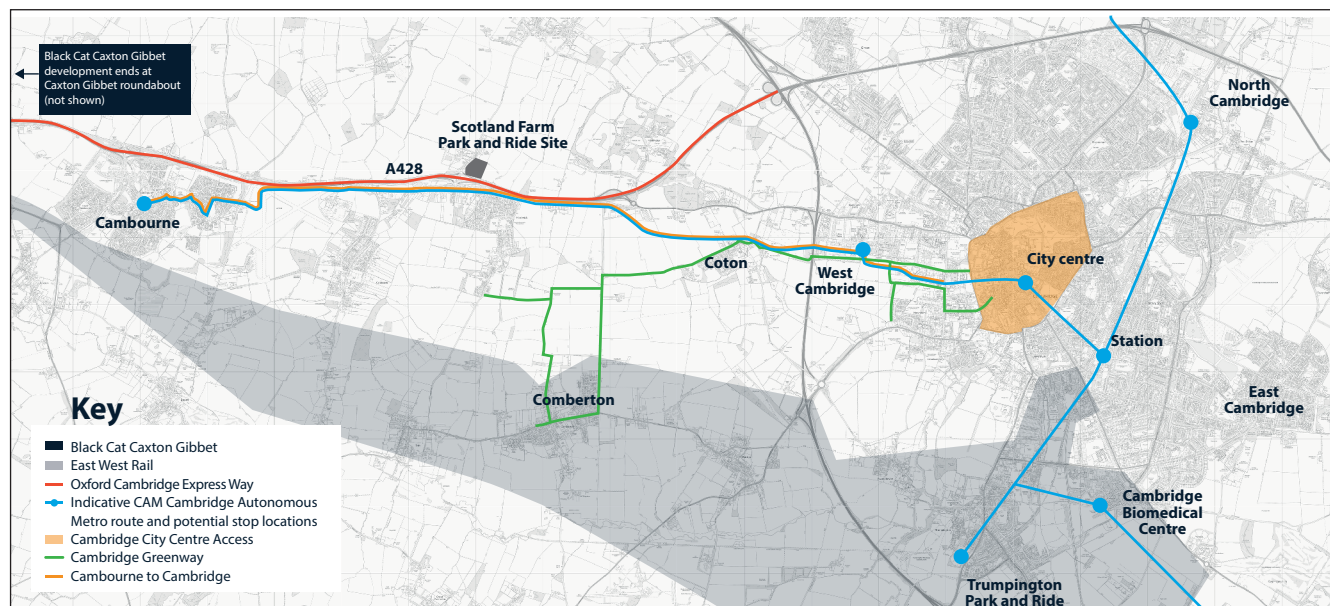 Black Cat Caxton Gibbet
development ends at
Caxton Gibbet roundabout
(not shown)
Scotland Farm
Park and Ride Site
A428
North
Cambridge
Cambourne
Coton
West
Cambridge
City centre
Station
East
Cambridge
Comberton
Cambridge
Biomedical
Centre
Trumpington
Park and Ride
Key
Black Cat Caxton Gibbet
East West Rail
Oxford Cambridge Express Way
Indicative CAM Cambridge Autonomous
Metro route and potential stop locations
Cambridge City Centre Access
Cambridge Greenway
Cambourne to Cambridge